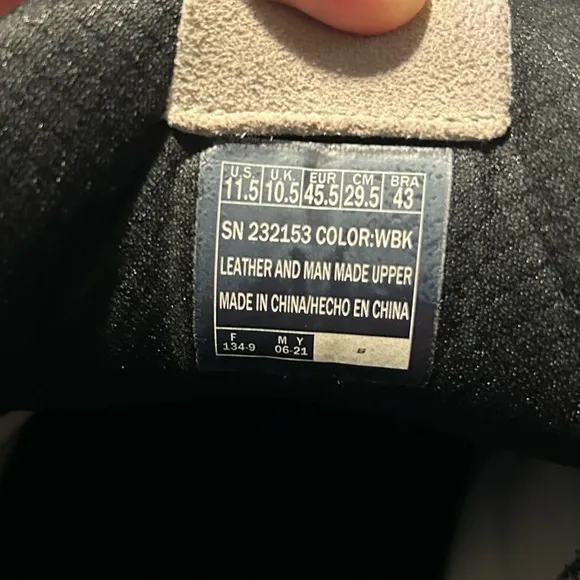 U.S. U.K. EUR CM BRA
11.5 10.5 45.5 29.5 43
SN 232153 COLOR:WBK
LEATHER AND MAN MADE UPPER
MADE IN CHINA/HECHO EN CHINA
F M Y
134-9 06-21